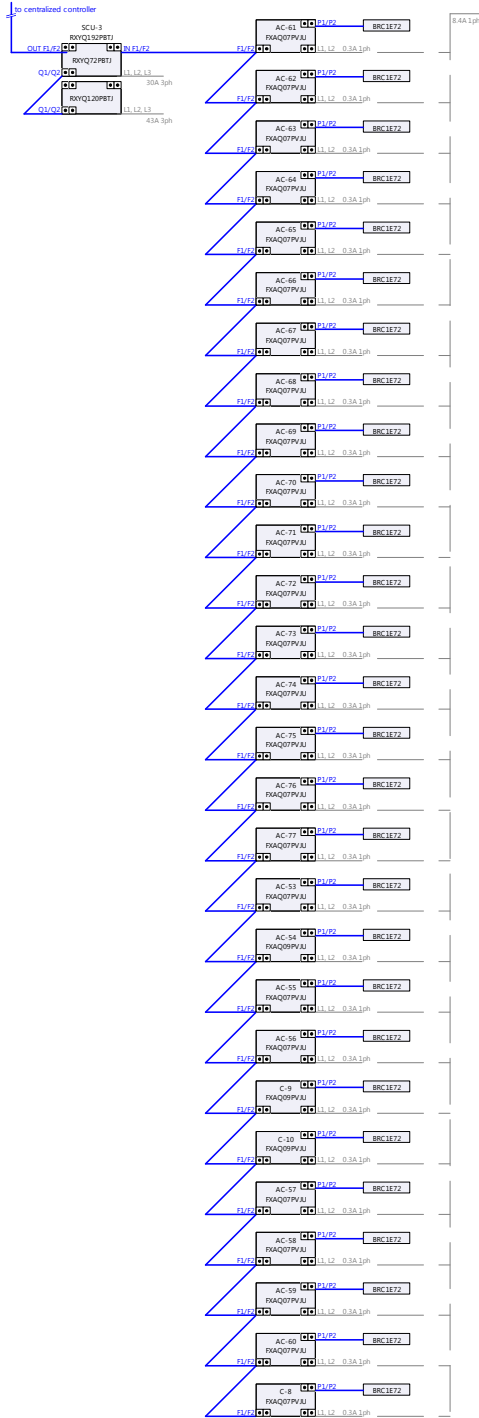 to centralized controller
SCU-3
RXYQ192PBTJ
OUT F1/F2 IN F1/F2
RXYQ72PBTJ
Q1/Q2 L1, L2, L3
30A 3ph
RXYQ120PBTJ
Q1/Q2 L1, L2, L3
43A 3ph
8.4A 1ph
AC-61 P1/P2 BRC1E72
FXAQ07PVJU
F1/F2 L1, L2 0.3A 1ph
AC-62 P1/P2 BRC1E72
FXAQ07PVJU
F1/F2 L1, L2 0.3A 1ph
AC-63 P1/P2 BRC1E72
FXAQ07PVJU
F1/F2 L1, L2 0.3A 1ph
AC-64 P1/P2 BRC1E72
FXAQ07PVJU
F1/F2 L1, L2 0.3A 1ph
AC-65 P1/P2 BRC1E72
FXAQ07PVJU
F1/F2 L1, L2 0.3A 1ph
AC-66 P1/P2 BRC1E72
FXAQ07PVJU
F1/F2 L1, L2 0.3A 1ph
AC-67 P1/P2 BRC1E72
FXAQ07PVJU
F1/F2 L1, L2 0.3A 1ph
AC-68 P1/P2 BRC1E72
FXAQ07PVJU
F1/F2 L1, L2 0.3A 1ph
AC-69 P1/P2 BRC1E72
FXAQ07PVJU
F1/F2 L1, L2 0.3A 1ph
AC-70 P1/P2 BRC1E72
FXAQ07PVJU
F1/F2 L1, L2 0.3A 1ph
AC-71 P1/P2 BRC1E72
FXAQ07PVJU
F1/F2 L1, L2 0.3A 1ph
AC-72 P1/P2 BRC1E72
FXAQ07PVJU
F1/F2 L1, L2 0.3A 1ph
AC-73 P1/P2 BRC1E72
FXAQ07PVJU
F1/F2 L1, L2 0.3A 1ph
AC-74 P1/P2 BRC1E72
FXAQ07PVJU
F1/F2 L1, L2 0.3A 1ph
AC-75 P1/P2 BRC1E72
FXAQ07PVJU
F1/F2 L1, L2 0.3A 1ph
AC-76 P1/P2 BRC1E72
FXAQ07PVJU
F1/F2 L1, L2 0.3A 1ph
AC-77 P1/P2 BRC1E72
FXAQ07PVJU
F1/F2 L1, L2 0.3A 1ph
AC-53 P1/P2 BRC1E72
FXAQ07PVJU
F1/F2 L1, L2 0.3A 1ph
AC-54 P1/P2 BRC1E72
FXAQ09PVJU
F1/F2 L1, L2 0.3A 1ph
AC-55 P1/P2 BRC1E72
FXAQ07PVJU
F1/F2 L1, L2 0.3A 1ph
AC-56 P1/P2 BRC1E72
FXAQ07PVJU
F1/F2 L1, L2 0.3A 1ph
C-9 P1/P2 BRC1E72
FXAQ09PVJU
F1/F2 L1, L2 0.3A 1ph
C-10 P1/P2 BRC1E72
FXAQ09PVJU
F1/F2 L1, L2 0.3A 1ph
AC-57 P1/P2 BRC1E72
FXAQ07PVJU
F1/F2 L1, L2 0.3A 1ph
AC-58 P1/P2 BRC1E72
FXAQ07PVJU
F1/F2 L1, L2 0.3A 1ph
AC-59 P1/P2 BRC1E72
FXAQ07PVJU
F1/F2 L1, L2 0.3A 1ph
AC-60 P1/P2 BRC1E72
FXAQ07PVJU
F1/F2 L1, L2 0.3A 1ph
C-8 P1/P2 BRC1E72
FXAQ07PVJU
F1/F2 L1, L2 0.3A 1ph